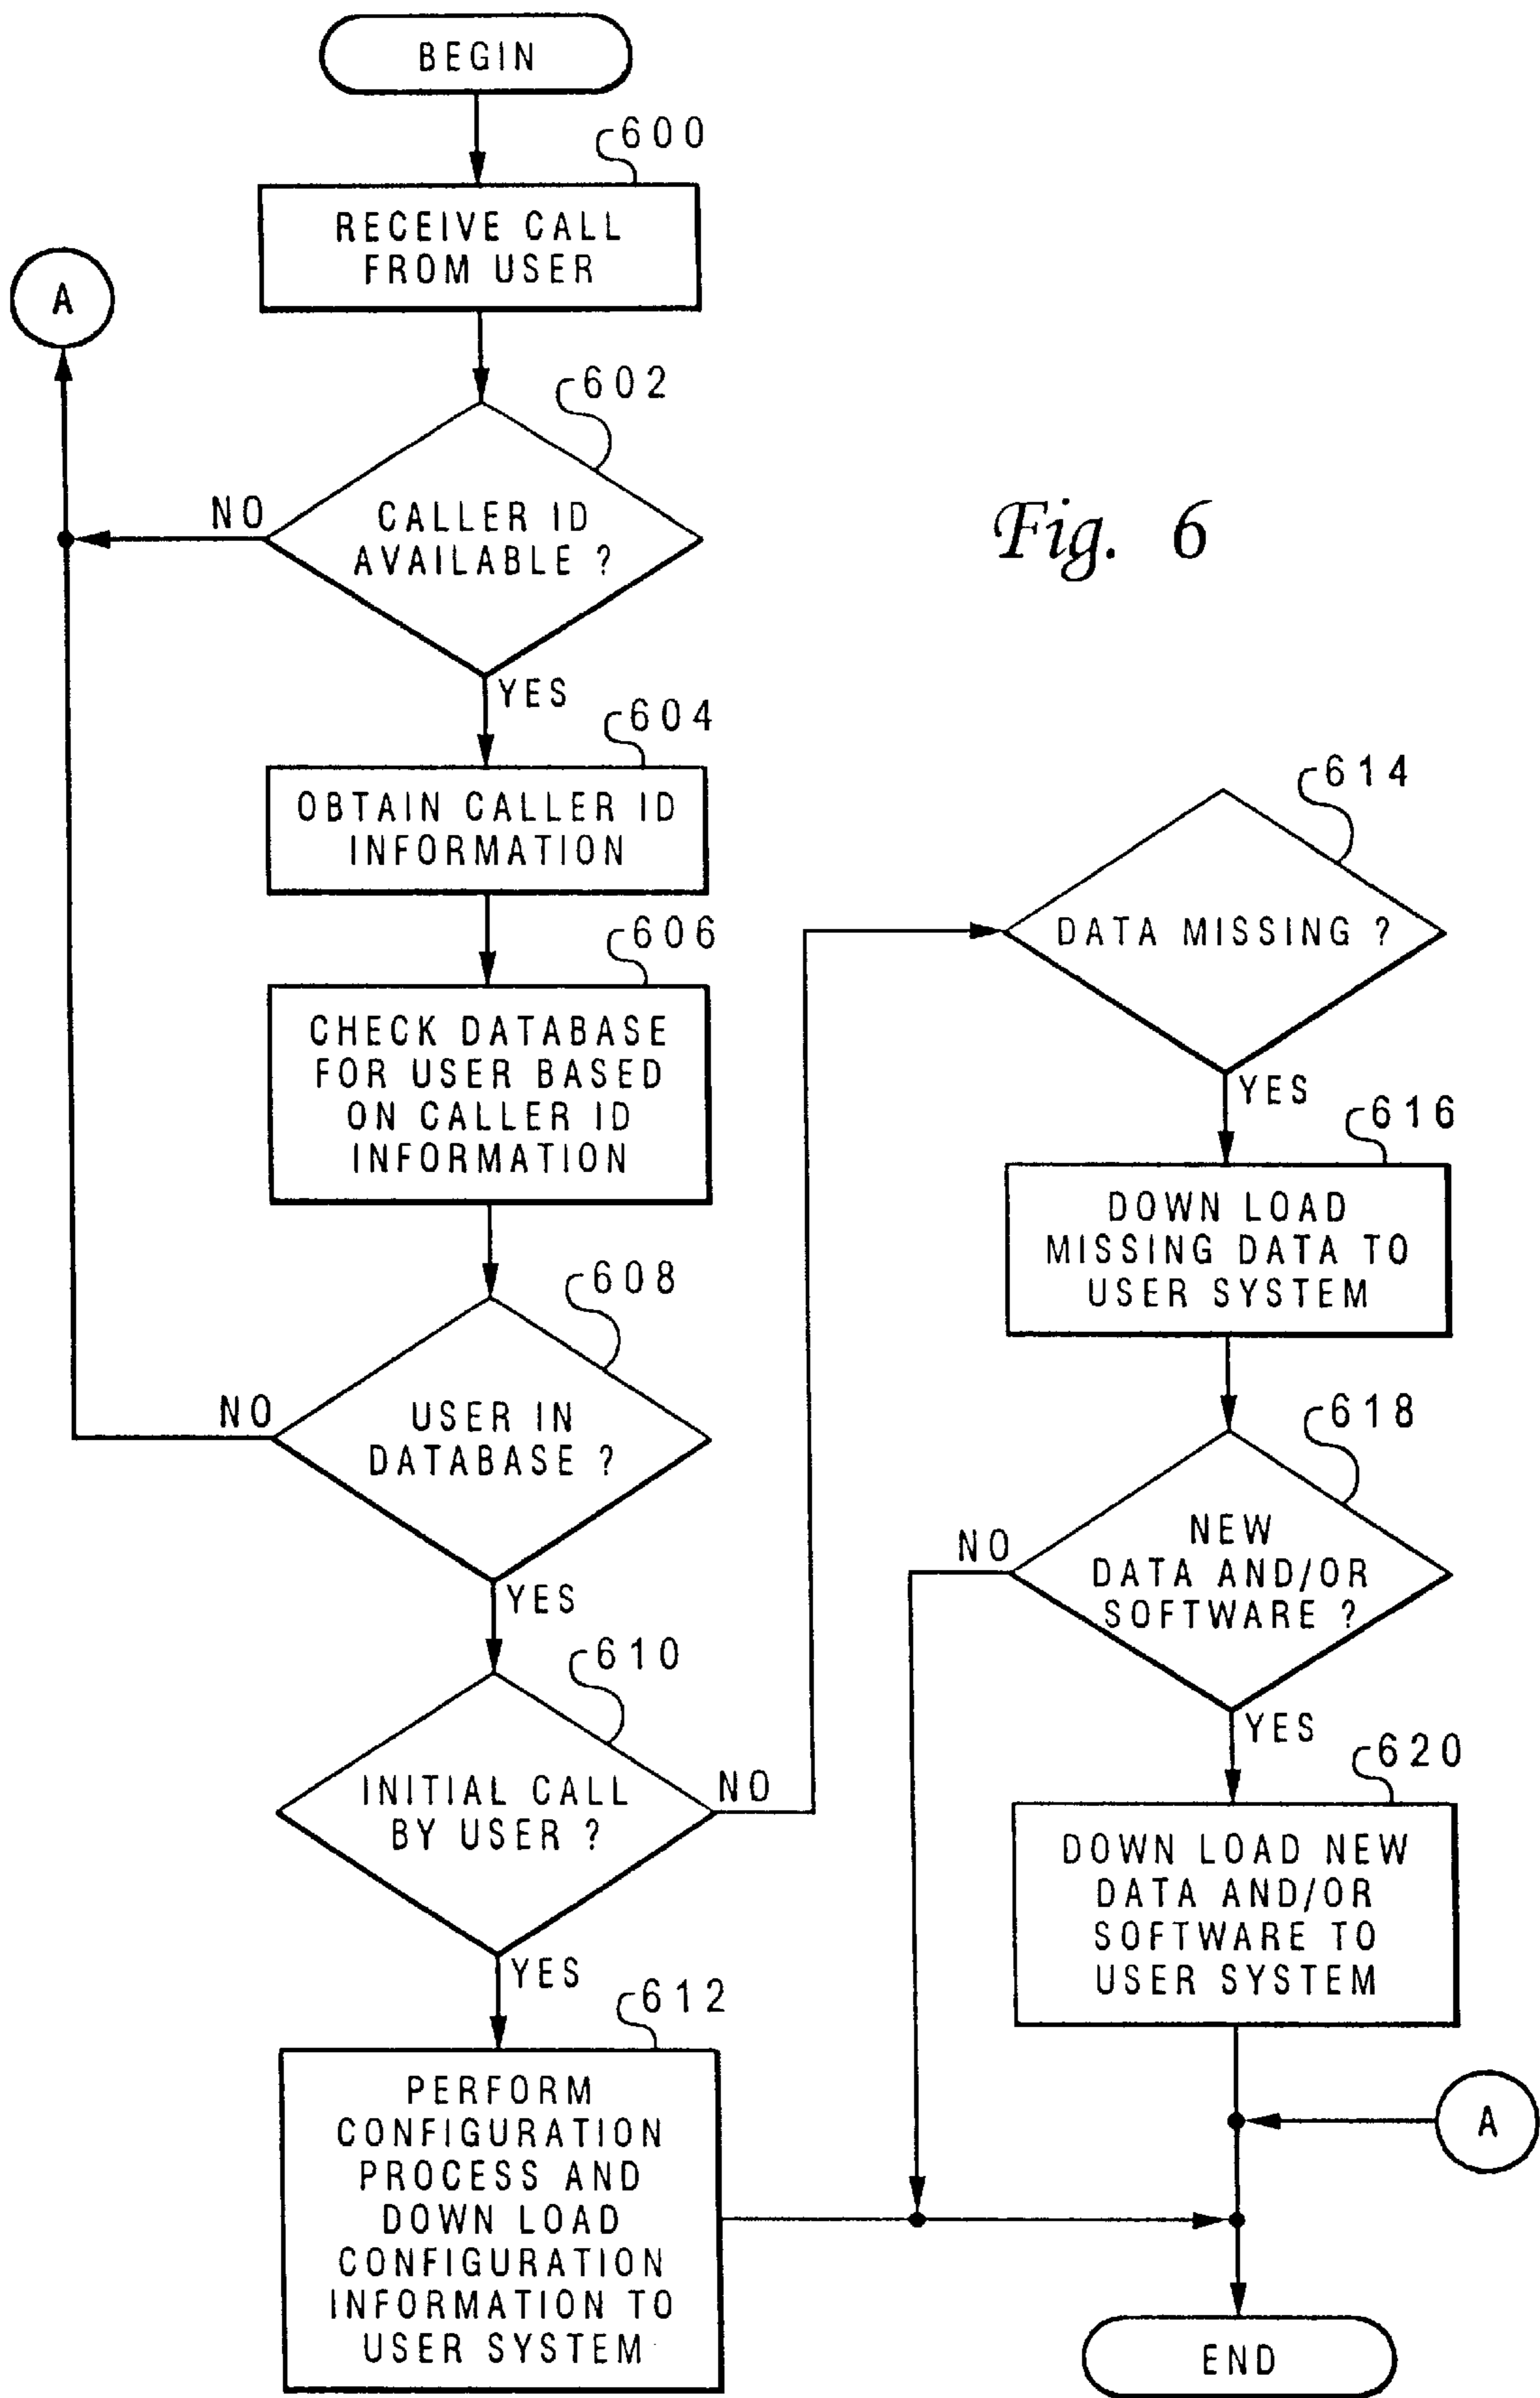 BEGIN
600
RECEIVE CALL
FROM USER
A
602
NO
CALLER ID
AVAILABLE ?
YES
604
OBTAIN CALLER ID
INFORMATION
606
CHECK DATABASE
FOR USER BASED
ON CALLER ID
INFORMATION
608
NO
USER IN
DATABASE ?
YES
610
INITIAL CALL
BY USER ?
NO
YES
612
PERFORM
CONFIGURATION
PROCESS AND
DOWN LOAD
CONFIGURATION
INFORMATION TO
USER SYSTEM
Fig. 6
614
DATA MISSING ?
YES
616
DOWN LOAD
MISSING DATA TO
USER SYSTEM
618
NO
NEW
DATA AND/OR
SOFTWARE ?
YES
620
DOWN LOAD NEW
DATA AND/OR
SOFTWARE TO
USER SYSTEM
A
END